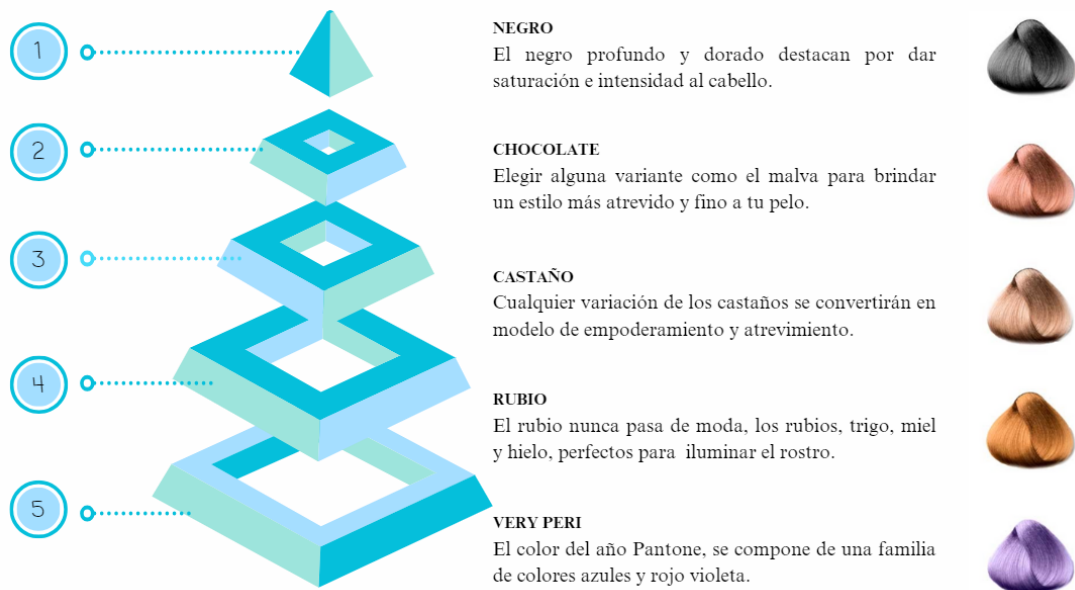 1
NEGRO
El negro profundo y dorado destacan por dar
saturación e intensidad al cabello.
2
CHOCOLATE
Elegir alguna variante como el malva para brindar
un estilo más atrevido y fino a tu pelo.
3
CASTAÑO
Cualquier variación de los castaños se convertirán en
modelo de empoderamiento y atrevimiento.
4
RUBIO
El rubio nunca pasa de moda, los rubios, trigo, miel
y hielo, perfectos para iluminar el rostro.
5
VERY PERI
El color del año Pantone, se compone de una familia
de colores azules y rojo violeta.